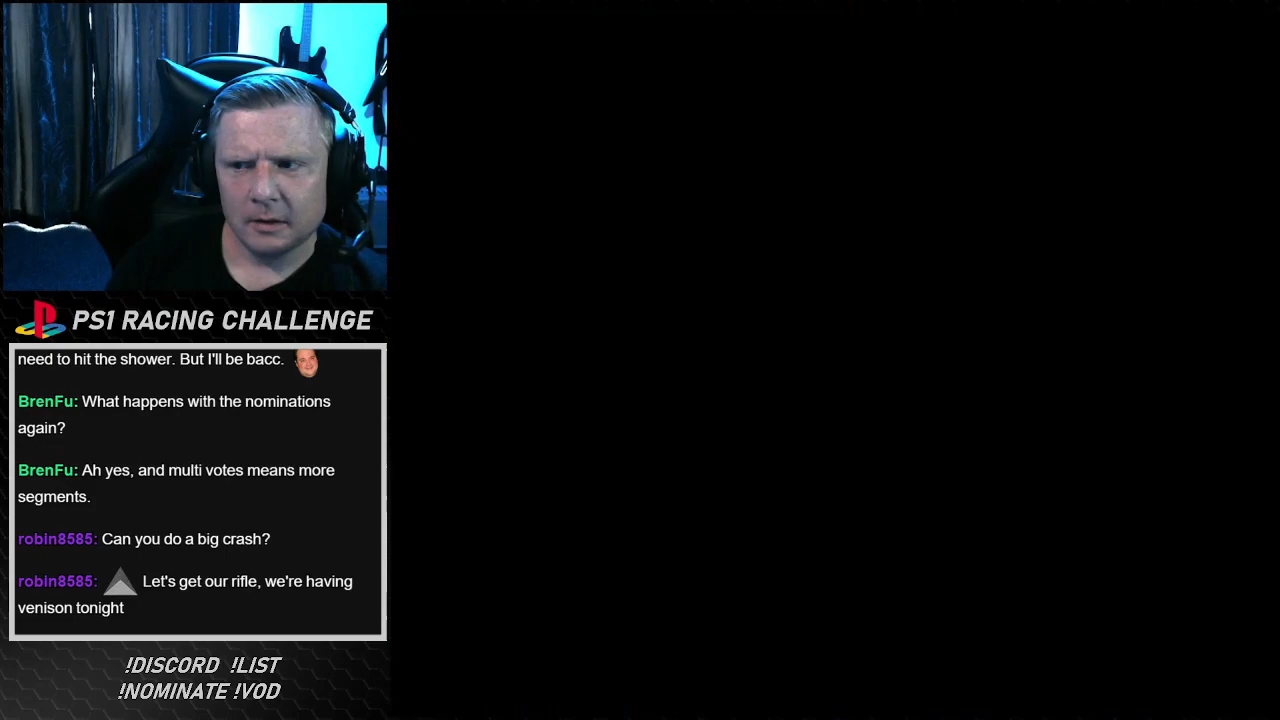 PS1 RACING CHALLENGE
need to hit the shower. But I'll be bacc.
BrenFu: What happens with the nominations
again?
BrenFu: Ah yes, and multi votes means more
segments.
robin8585: Can you do a big crash?
robin8585: Let's get our rifle, we're having
venison tonight
!DISCORD !LIST
!NOMINATE !VOD